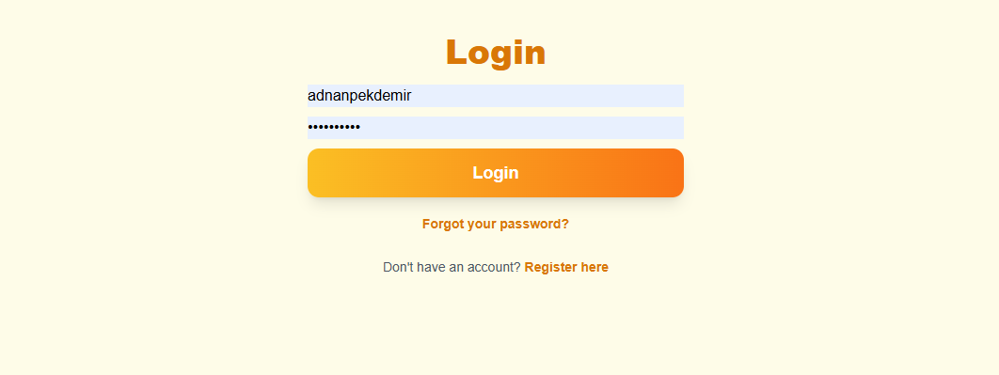 Login
adnanpekdemir
••••••••••
Login
Forgot your password?
Don't have an account? Register here